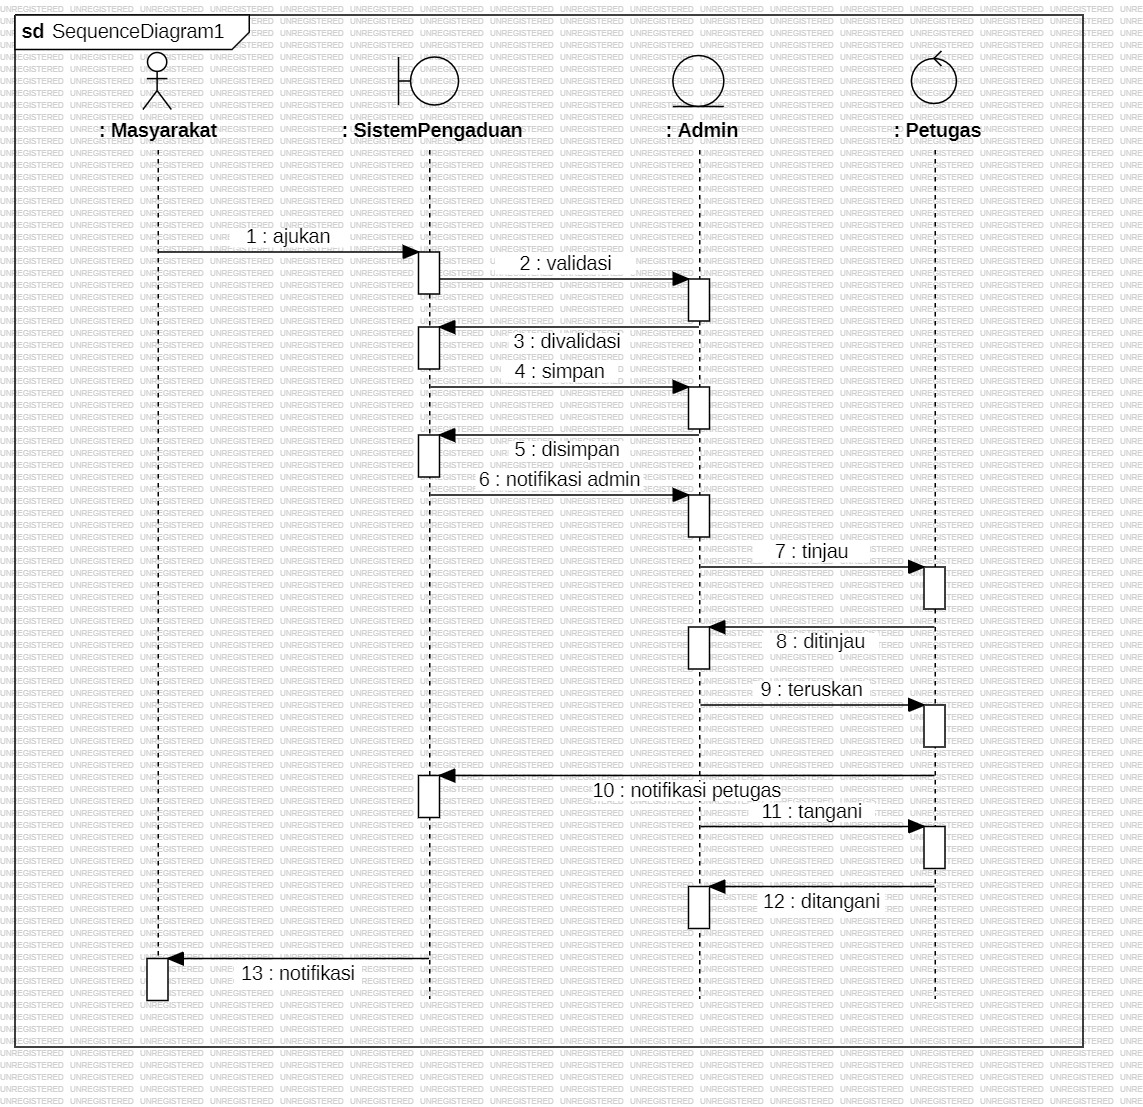 sd SequenceDiagram1
: Masyarakat
: SistemPengaduan
: Admin
: Petugas
1 : ajukan
2 : validasi
3 : divalidasi
4 : simpan
5 : disimpan
6 : notifikasi admin
7 : tinjau
8 : ditinjau
9 : teruskan
10 : notifikasi petugas
11 : tangani
12 : ditangani
13 : notifikasi
UNREGISTERED